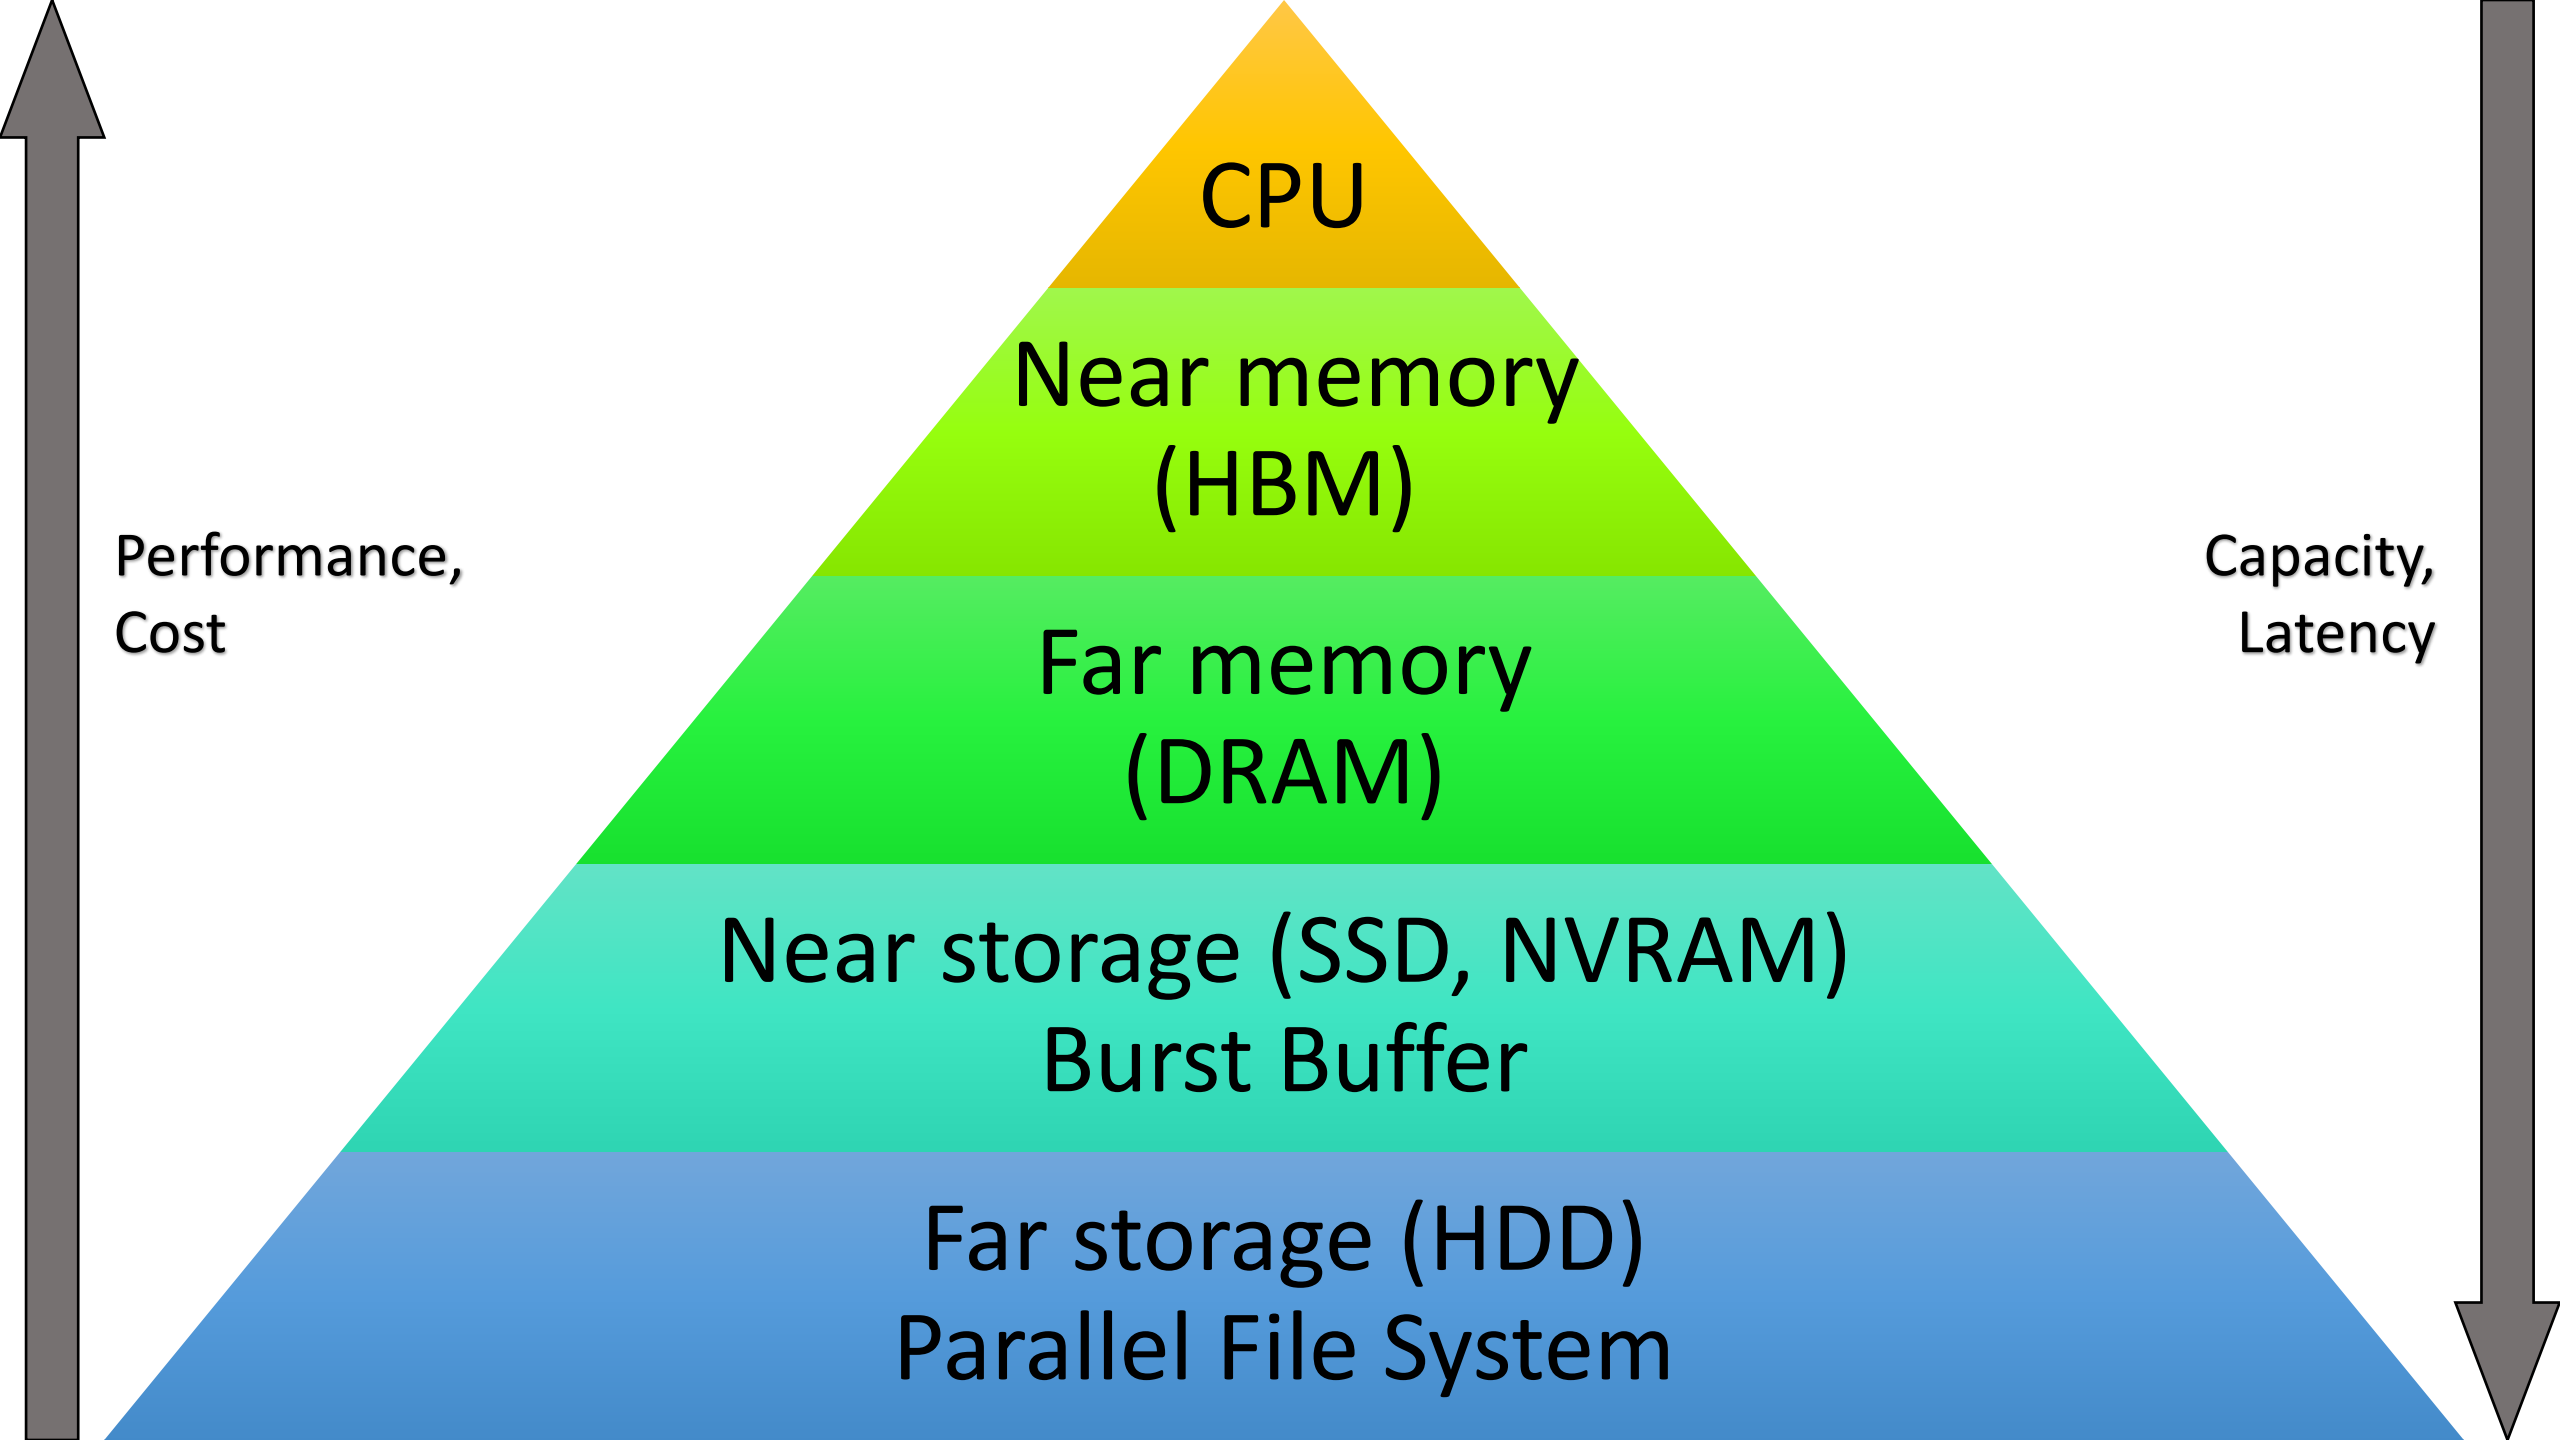 CPU
Near memory
(HBM)
Performance,
Cost
Capacity,
Latency
Far memory
(DRAM)
Near storage (SSD, NVRAM)
Burst Buffer
Far storage (HDD)
Parallel File System